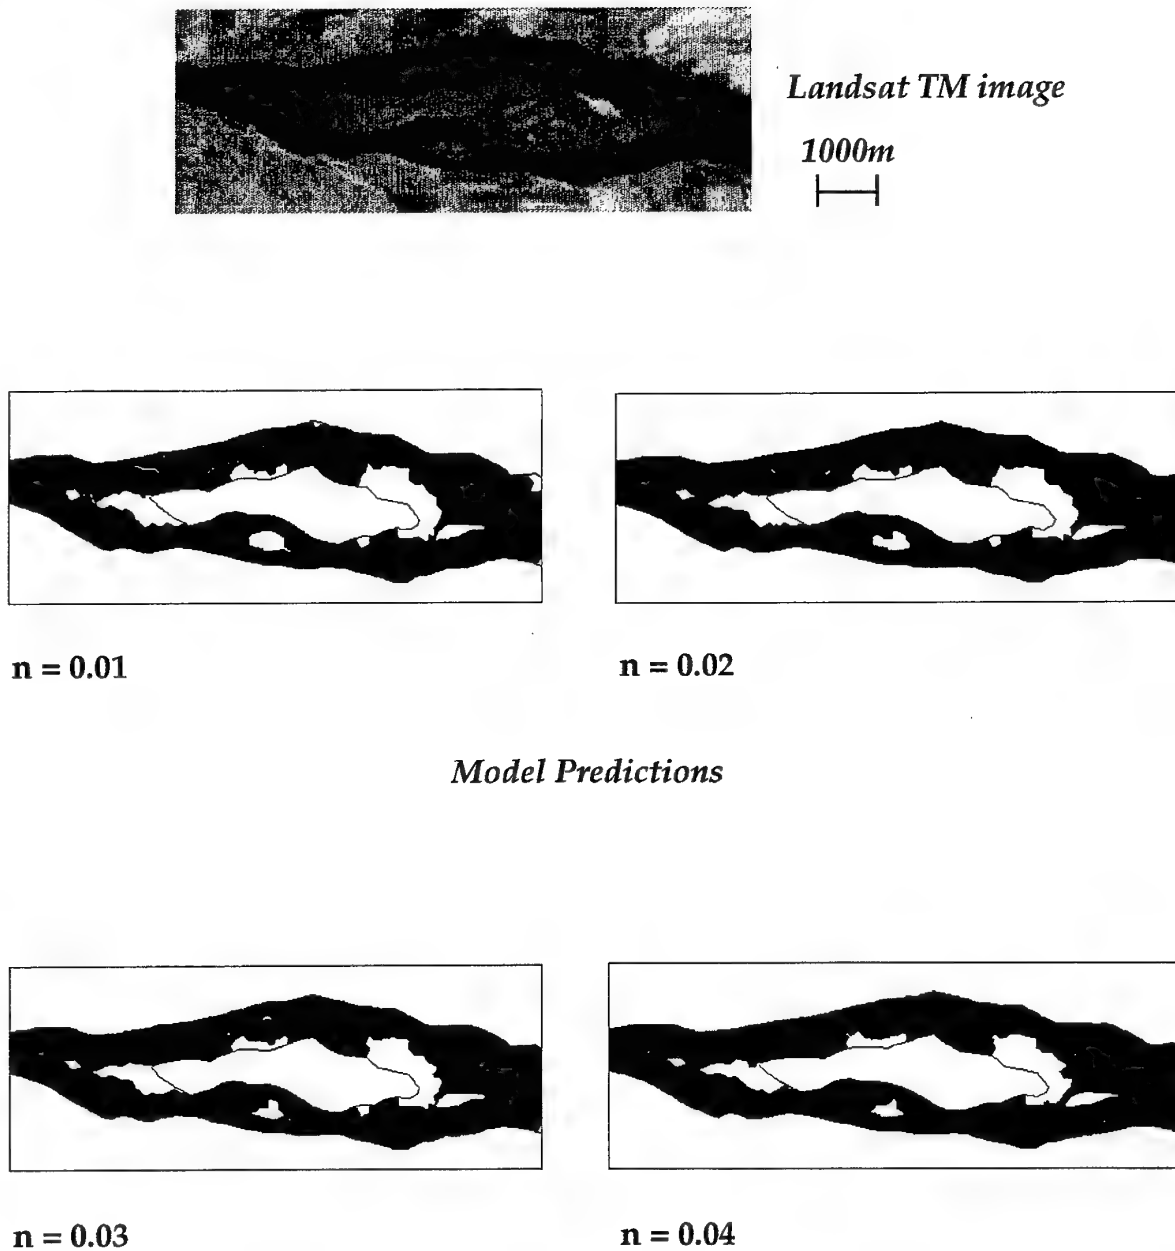 Landsat TM image
1000m
n = 0.01
n = 0.02
Model Predictions
n = 0.03
n = 0.04